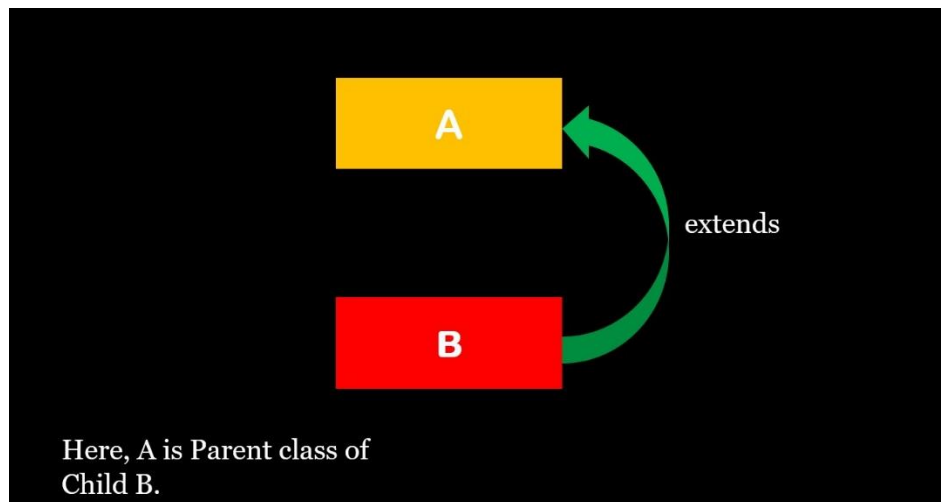 A
extends
B
Here, A is Parent class of
Child B.